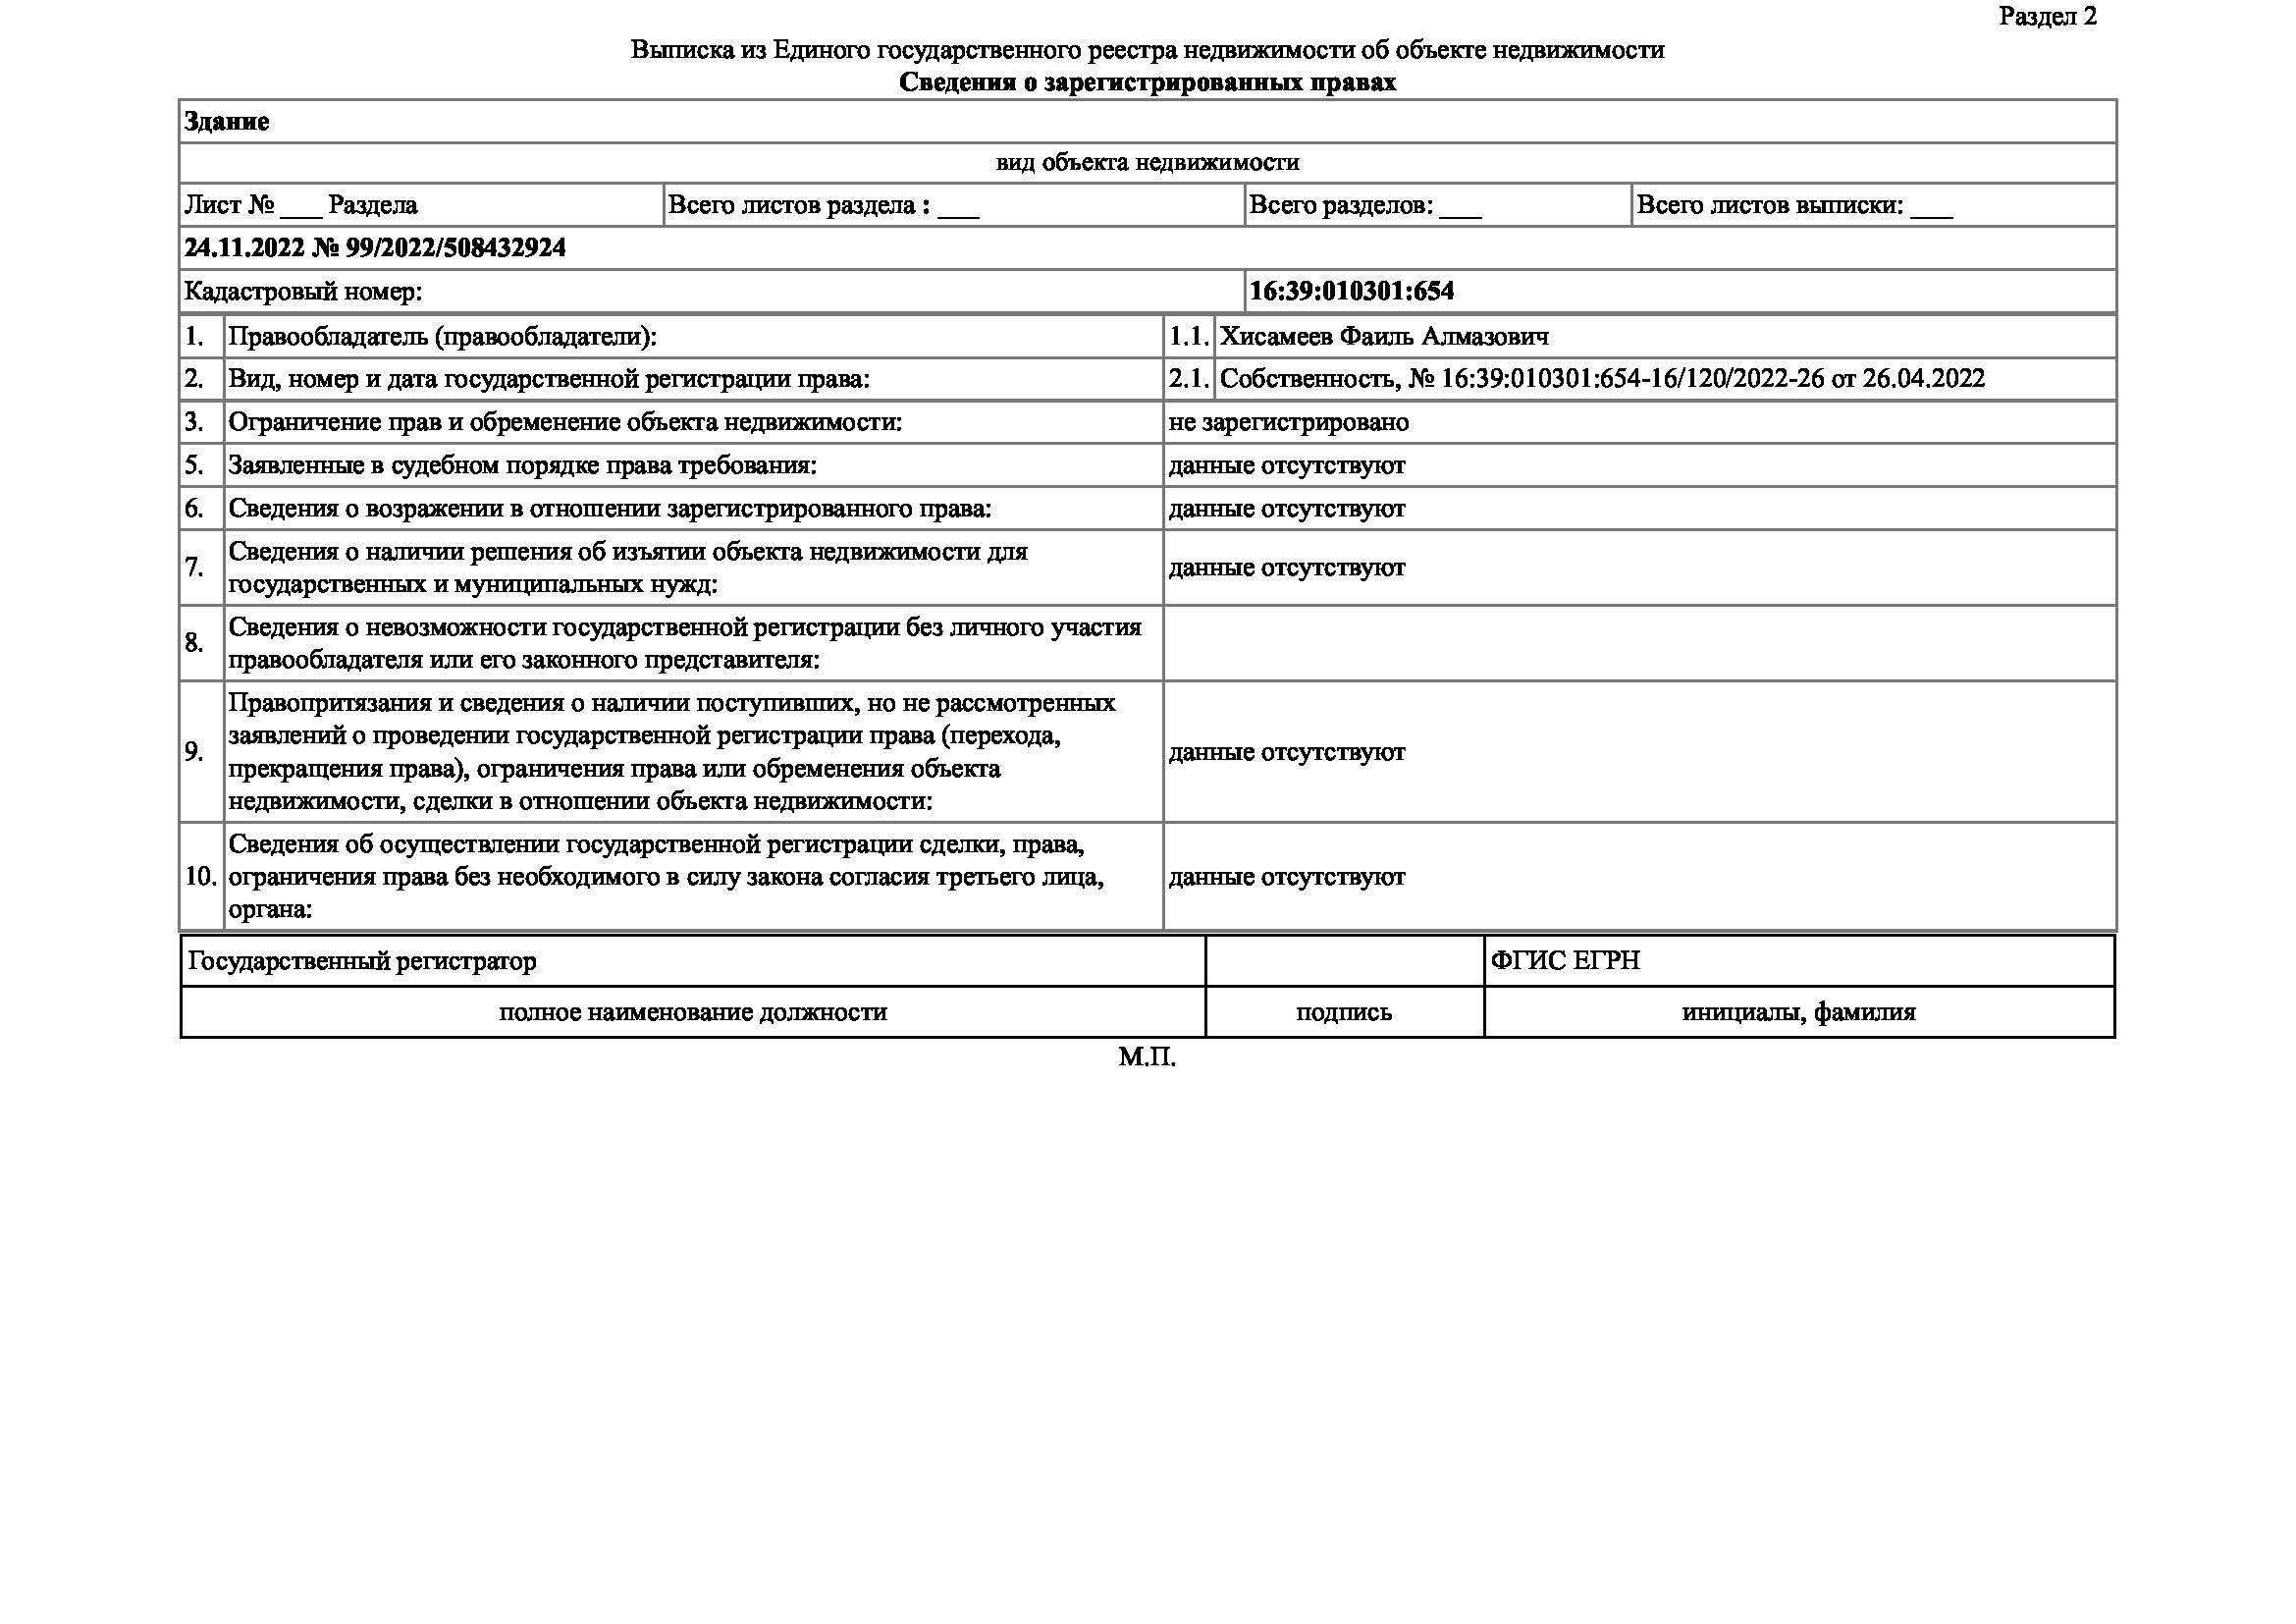 Раздел 2
Выписка из Единого государственного реестра недвижимости об объекте недвижимости
Сведения о зарегистрированных правах
Здание
вид объекта недвижимости
Лист № ___ Раздела Всего листов раздела : ___ Всего разделов: ___ Всего листов выписки: ___
24.11.2022 № 99/2022/508432924
Кадастровый номер: 16:39:010301:654
1. Правообладатель (правообладатели): 1.1. Хисамеев Фаиль Алмазович
2. Вид, номер и дата государственной регистрации права: 2.1. Собственность, № 16:39:010301:654-16/120/2022-26 от 26.04.2022
3. Ограничение прав и обременение объекта недвижимости: не зарегистрировано
5. Заявленные в судебном порядке права требования: данные отсутствуют
6. Сведения о возражении в отношении зарегистрированного права: данные отсутствуют
7. Сведения о наличии решения об изъятии объекта недвижимости для
государственных и муниципальных нужд: данные отсутствуют
8. Сведения о невозможности государственной регистрации без личного участия
правообладателя или его законного представителя:
9. Правопритязания и сведения о наличии поступивших, но не рассмотренных
заявлений о проведении государственной регистрации права (перехода,
прекращения права), ограничения права или обременения объекта
недвижимости, сделки в отношении объекта недвижимости: данные отсутствуют
10. Сведения об осуществлении государственной регистрации сделки, права,
ограничения права без необходимого в силу закона согласия третьего лица,
органа: данные отсутствуют
Государственный регистратор ФГИС ЕГРН
полное наименование должности подпись инициалы, фамилия
М.П.